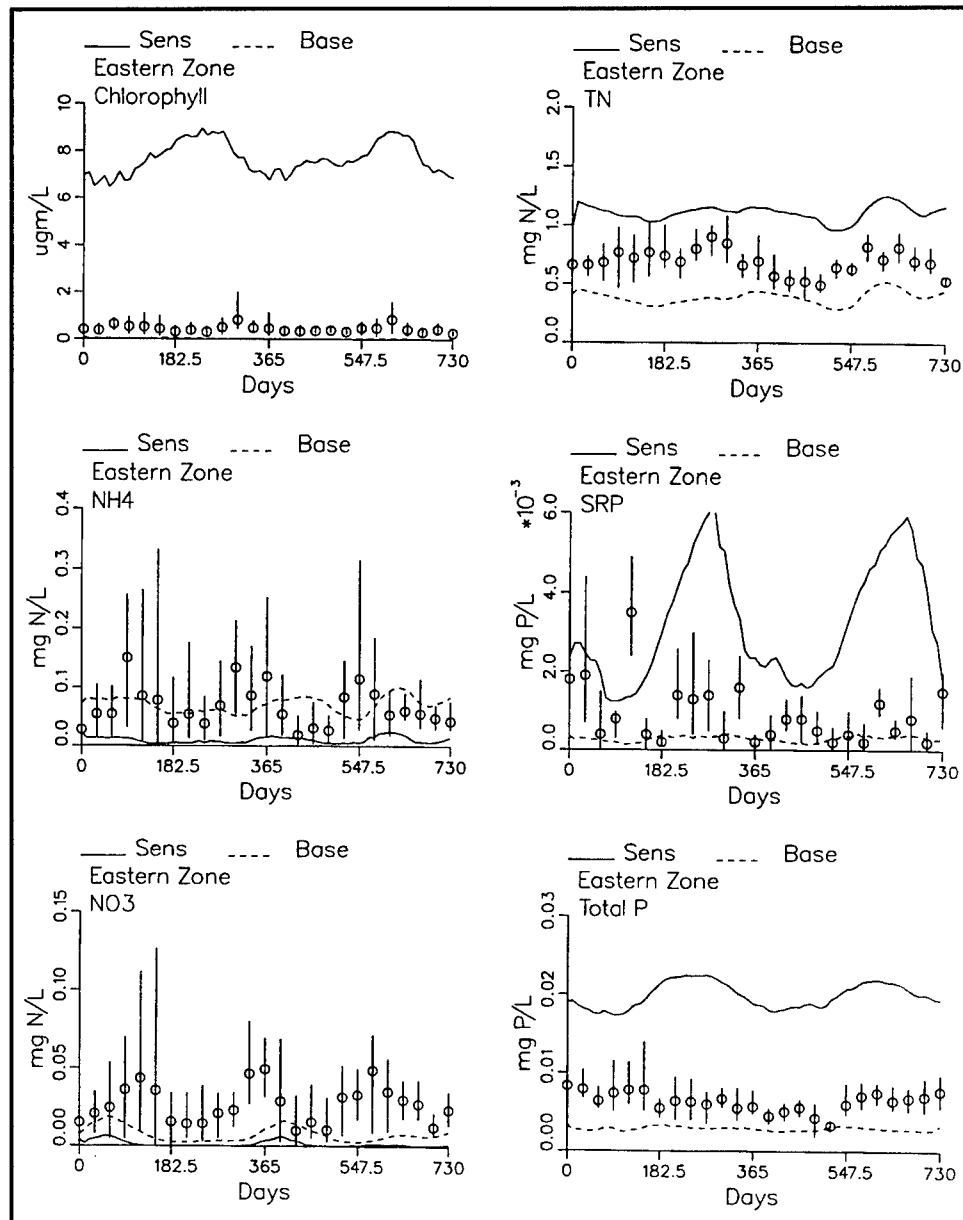 Sens Base
Eastern Zone
Chlorophyll
10
8
6
4
2
0
ugm/L
0 182.5 365 547.5 730
Days
Sens Base
Eastern Zone
TN
2.0
1.5
1.0
0.5
0.0
mg N/L
0 182.5 365 547.5 730
Days
Sens Base
Eastern Zone
NH4
0.4
0.3
0.2
0.1
0.0
mg N/L
0 182.5 365 547.5 730
Days
Sens Base
Eastern Zone
SRP
*10-3
6.0
4.0
2.0
0.0
mg P/L
0 182.5 365 547.5 730
Days
Sens Base
Eastern Zone
NO3
0.15
0.10
0.05
0.00
mg N/L
0 182.5 365 547.5 730
Days
Sens Base
Eastern Zone
Total P
0.03
0.02
0.01
0.00
mg P/L
0 182.5 365 547.5 730
Days